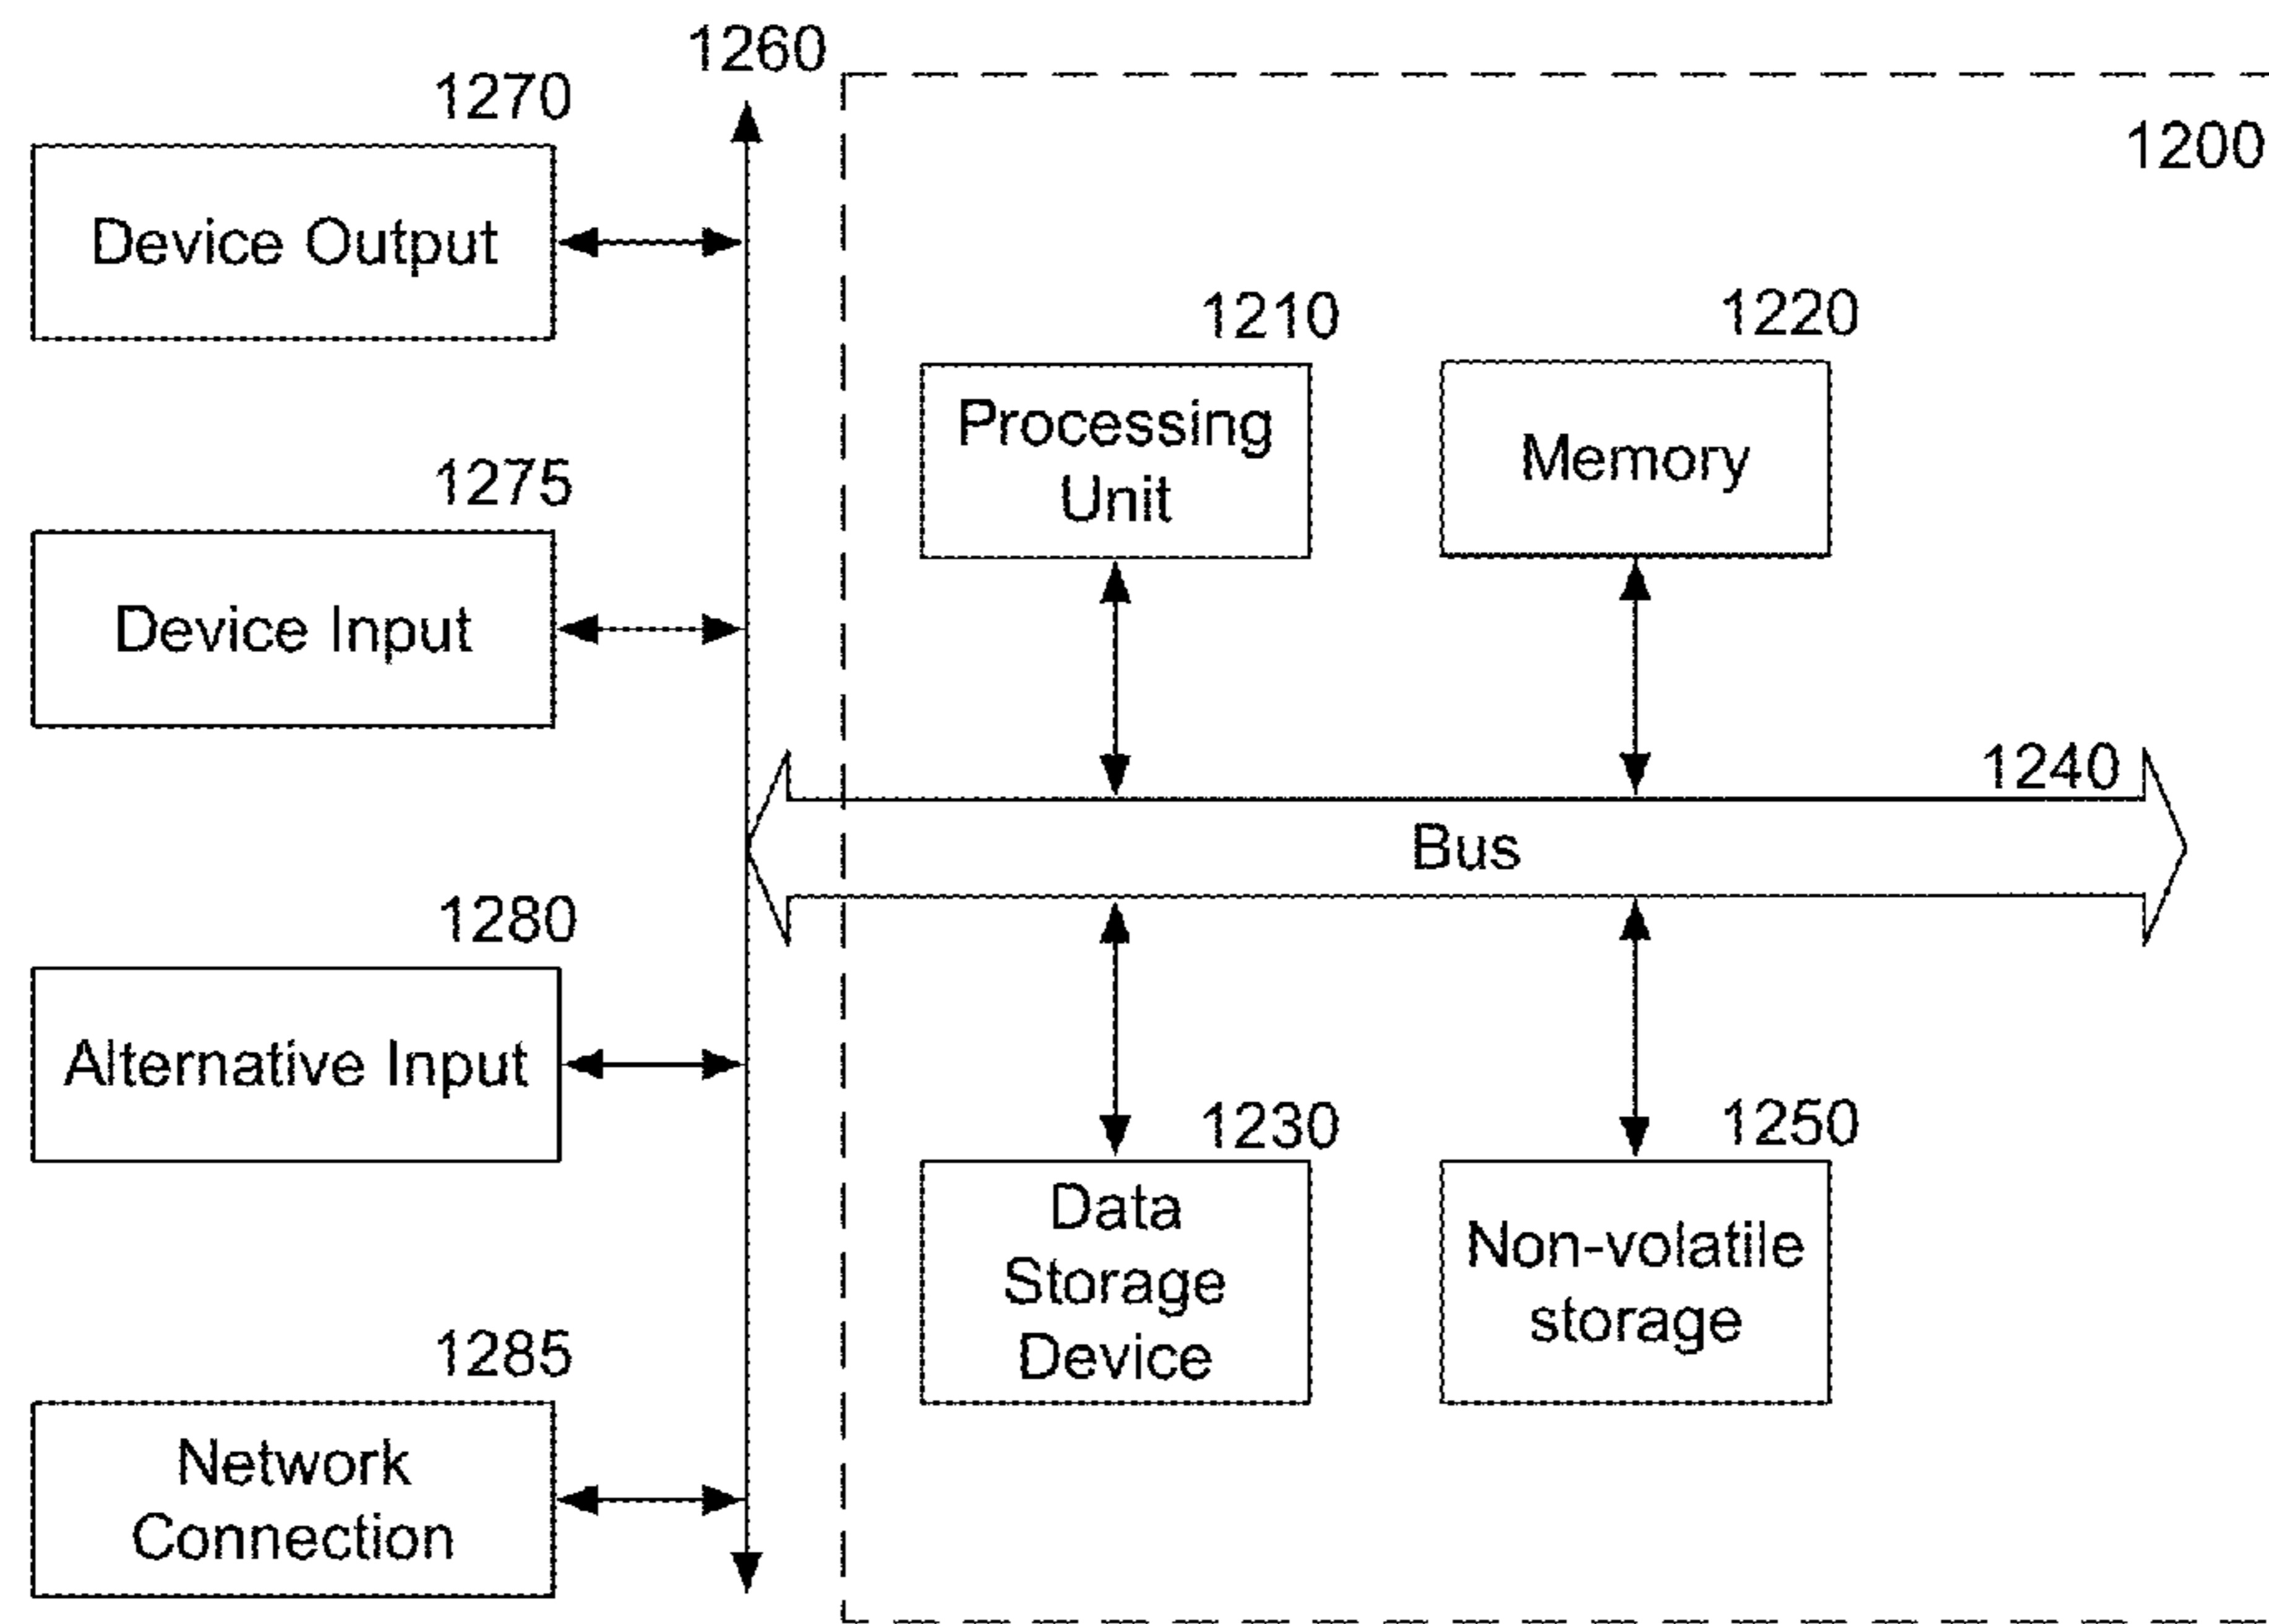 1260
1270
1200
Device Output
1210
1220
Processing
Unit
Memory
1275
Device Input
1240
Bus
1280
Alternative Input
1230
1250
Data
Storage
Device
Non-volatile
storage
1285
Network
Connection